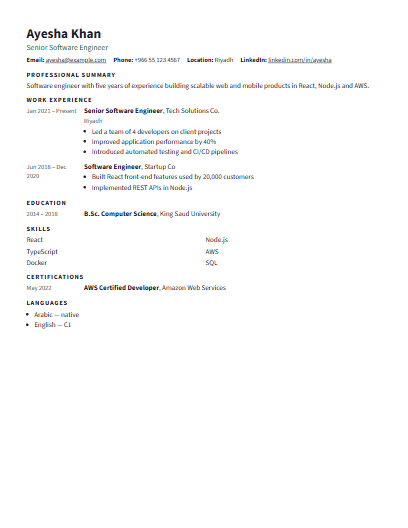 Ayesha Khan
Senior Software Engineer
Email: ayesha@example.com Phone: +966 55 123 4567 Location: Riyadh LinkedIn: linkedin.com/in/ayesha
PROFESSIONAL SUMMARY
Software engineer with five years of experience building scalable web and mobile products in React, Node.js and AWS.
WORK EXPERIENCE
Jan 2021 – Present Senior Software Engineer, Tech Solutions Co.
Riyadh
• Led a team of 4 developers on client projects
• Improved application performance by 40%
• Introduced automated testing and CI/CD pipelines
Jun 2018 – Dec 2020 Software Engineer, Startup Co
• Built React front-end features used by 20,000 customers
• Implemented REST APIs in Node.js
EDUCATION
2014 – 2018 B.Sc. Computer Science, King Saud University
SKILLS
React Node.js
TypeScript AWS
Docker SQL
CERTIFICATIONS
May 2022 AWS Certified Developer, Amazon Web Services
LANGUAGES
• Arabic — native
• English — C1